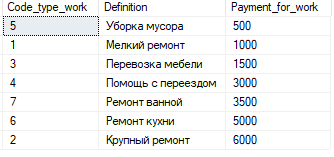 Code_type_work Definition Payment_for_work
5 Уборка мусора 500
1 Мелкий ремонт 1000
3 Перевозка мебели 1500
4 Помощь с переездом 3000
7 Ремонт ванной 3500
6 Ремонт кухни 5000
2 Крупный ремонт 6000